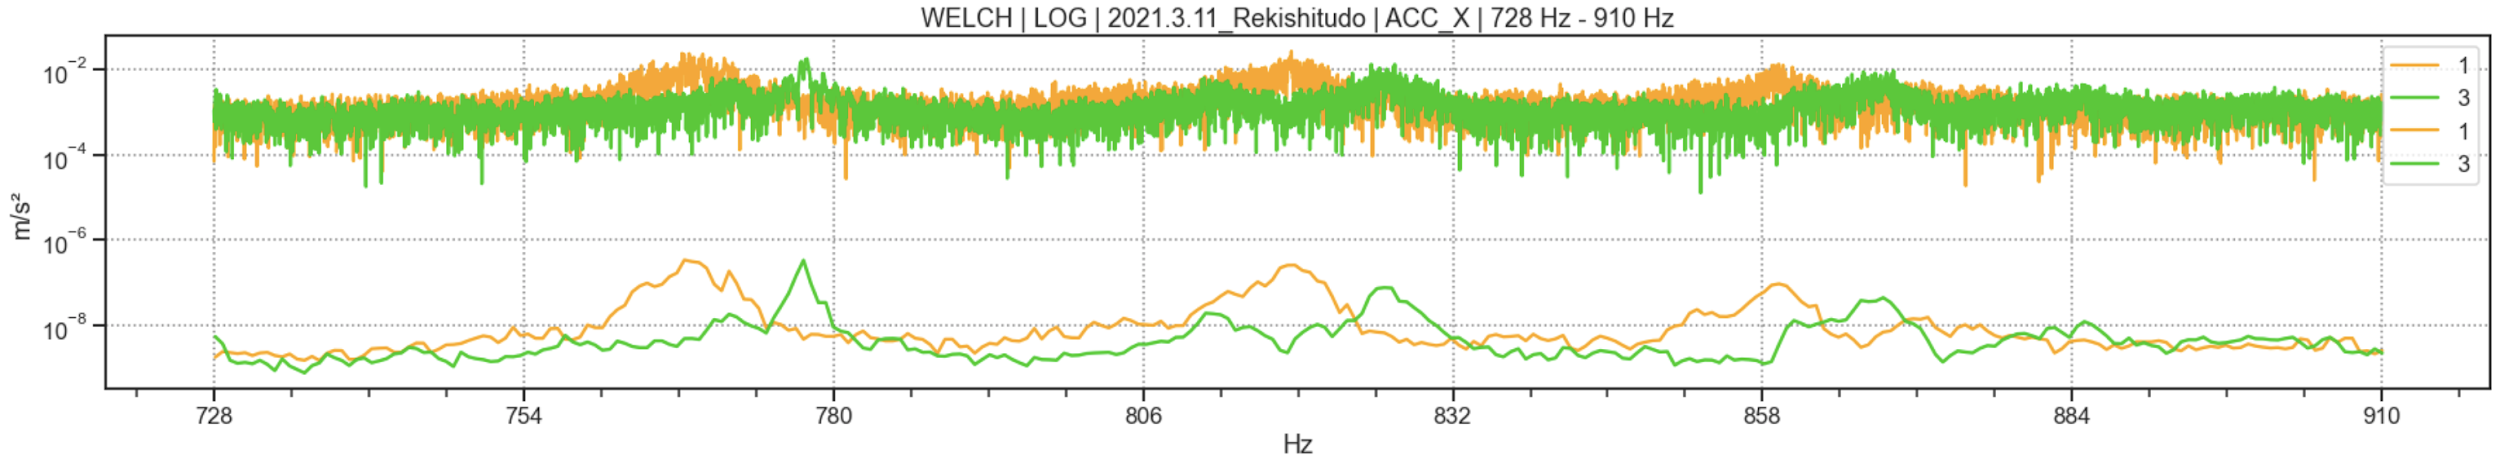 WELCH | LOG | 2021.3.11_Rekishitudo | ACC_X | 728 Hz - 910 Hz
10⁻²
10⁻⁴
10⁻⁶
10⁻⁸
m/s²
1
3
1
3
728 754 780 806 832 858 884 910
Hz